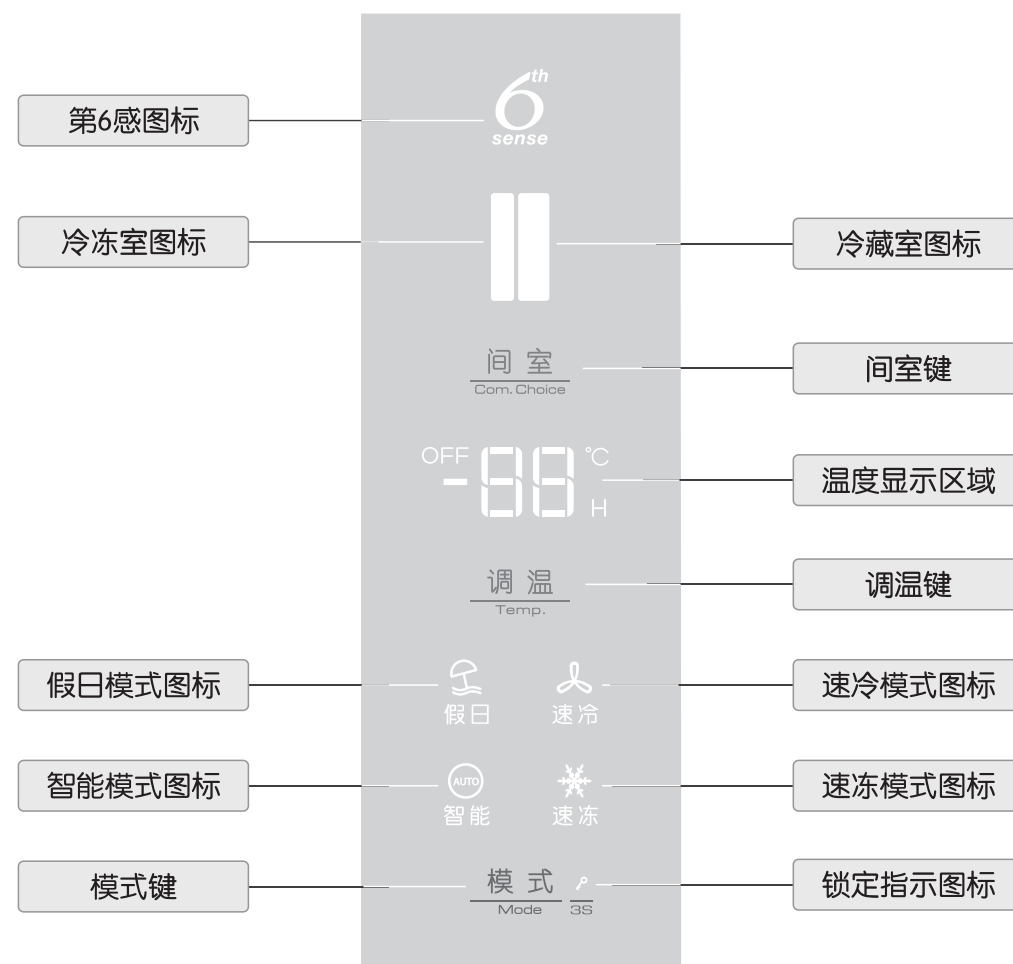 6th
sense
第6感图标
冷冻室图标
冷藏室图标
间室
Com. Choice
间室键
OFF
-88
°C
H
温度显示区域
调温
Temp.
调温键
假日模式图标
假日
速冷
速冷模式图标
智能模式图标
AUTO
智能
速冻
速冻模式图标
模式键
模式
Mode
3S
锁定指示图标